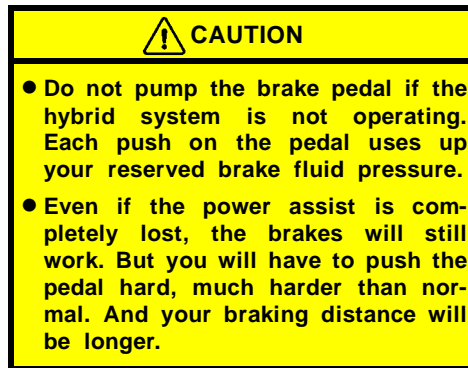 CAUTION
● Do not pump the brake pedal if the
hybrid system is not operating.
Each push on the pedal uses up
your reserved brake fluid pressure.
● Even if the power assist is com-
pletely lost, the brakes will still
work. But you will have to push the
pedal hard, much harder than nor-
mal. And your braking distance will
be longer.